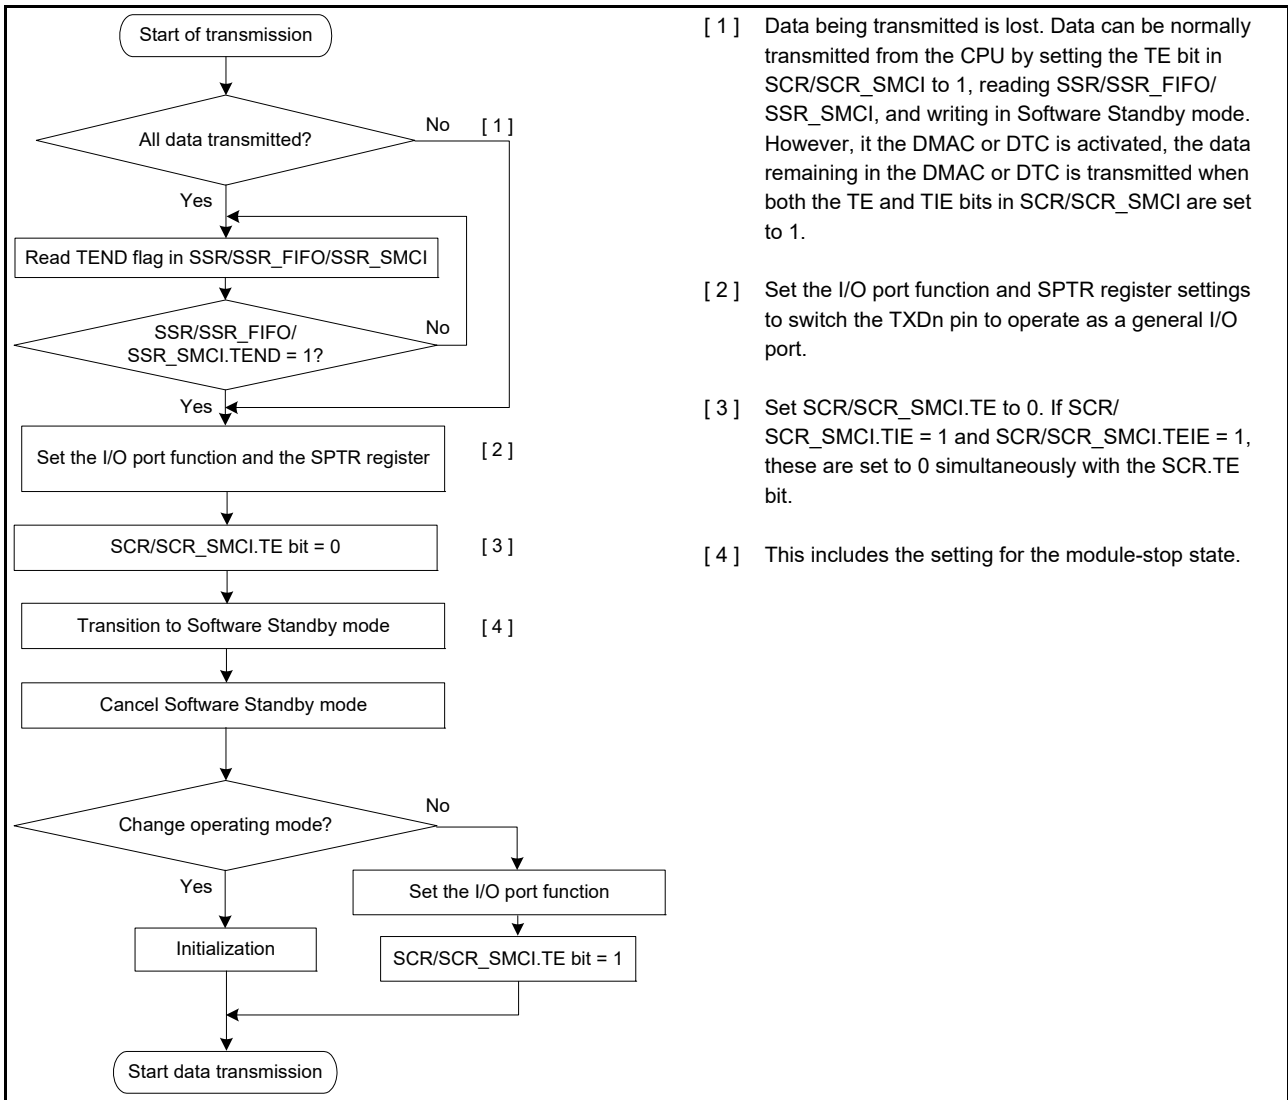 Start of transmission
All data transmitted?
No [ 1 ]
Yes
Read TEND flag in SSR/SSR_FIFO/SSR_SMCI
SSR/SSR_FIFO/
SSR_SMCI.TEND = 1?
No
Yes
Set the I/O port function and the SPTR register
[ 2 ]
SCR/SCR_SMCI.TE bit = 0
[ 3 ]
Transition to Software Standby mode
[ 4 ]
Cancel Software Standby mode
Change operating mode?
No
Yes
Set the I/O port function
Initialization
SCR/SCR_SMCI.TE bit = 1
Start data transmission
[ 1 ] Data being transmitted is lost. Data can be normally
transmitted from the CPU by setting the TE bit in
SCR/SCR_SMCI to 1, reading SSR/SSR_FIFO/
SSR_SMCI, and writing in Software Standby mode.
However, it the DMAC or DTC is activated, the data
remaining in the DMAC or DTC is transmitted when
both the TE and TIE bits in SCR/SCR_SMCI are set
to 1.
[ 2 ] Set the I/O port function and SPTR register settings
to switch the TXDn pin to operate as a general I/O
port.
[ 3 ] Set SCR/SCR_SMCI.TE to 0. If SCR/
SCR_SMCI.TIE = 1 and SCR/SCR_SMCI.TEIE = 1,
these are set to 0 simultaneously with the SCR.TE
bit.
[ 4 ] This includes the setting for the module-stop state.